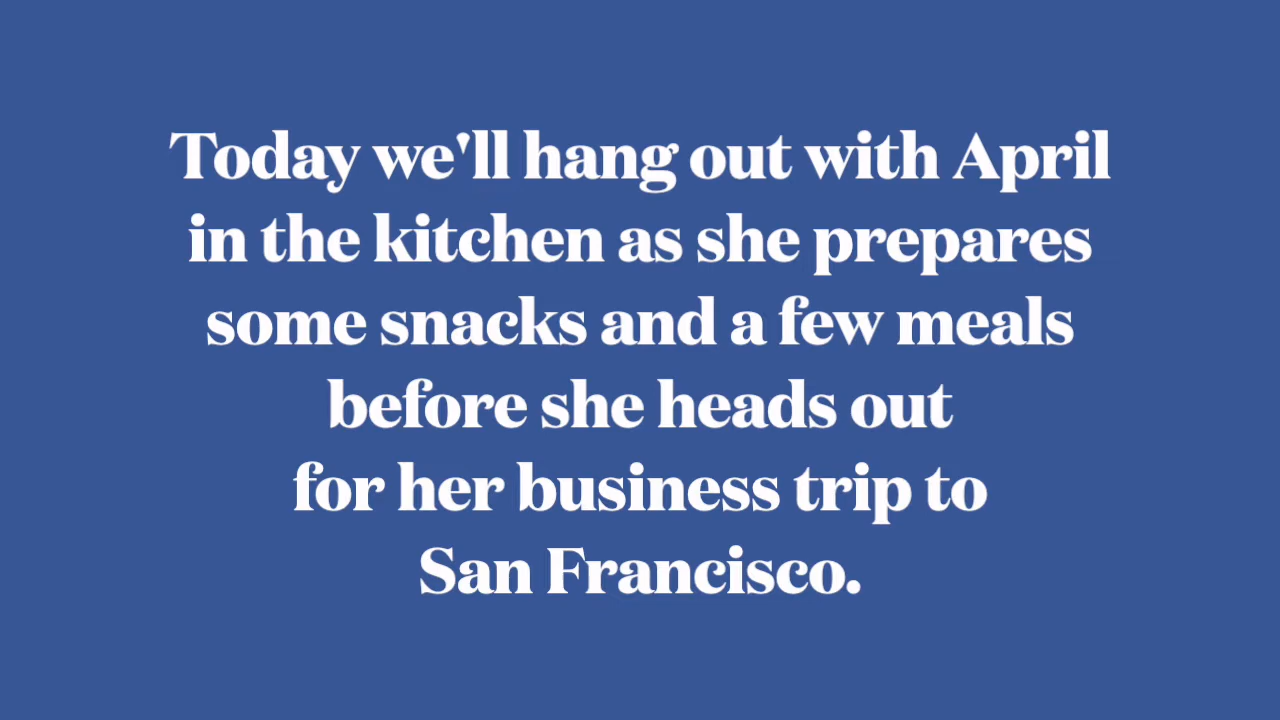 Today we'll hang out with April
in the kitchen as she prepares
some snacks and a few meals
before she heads out
for her business trip to
San Francisco.